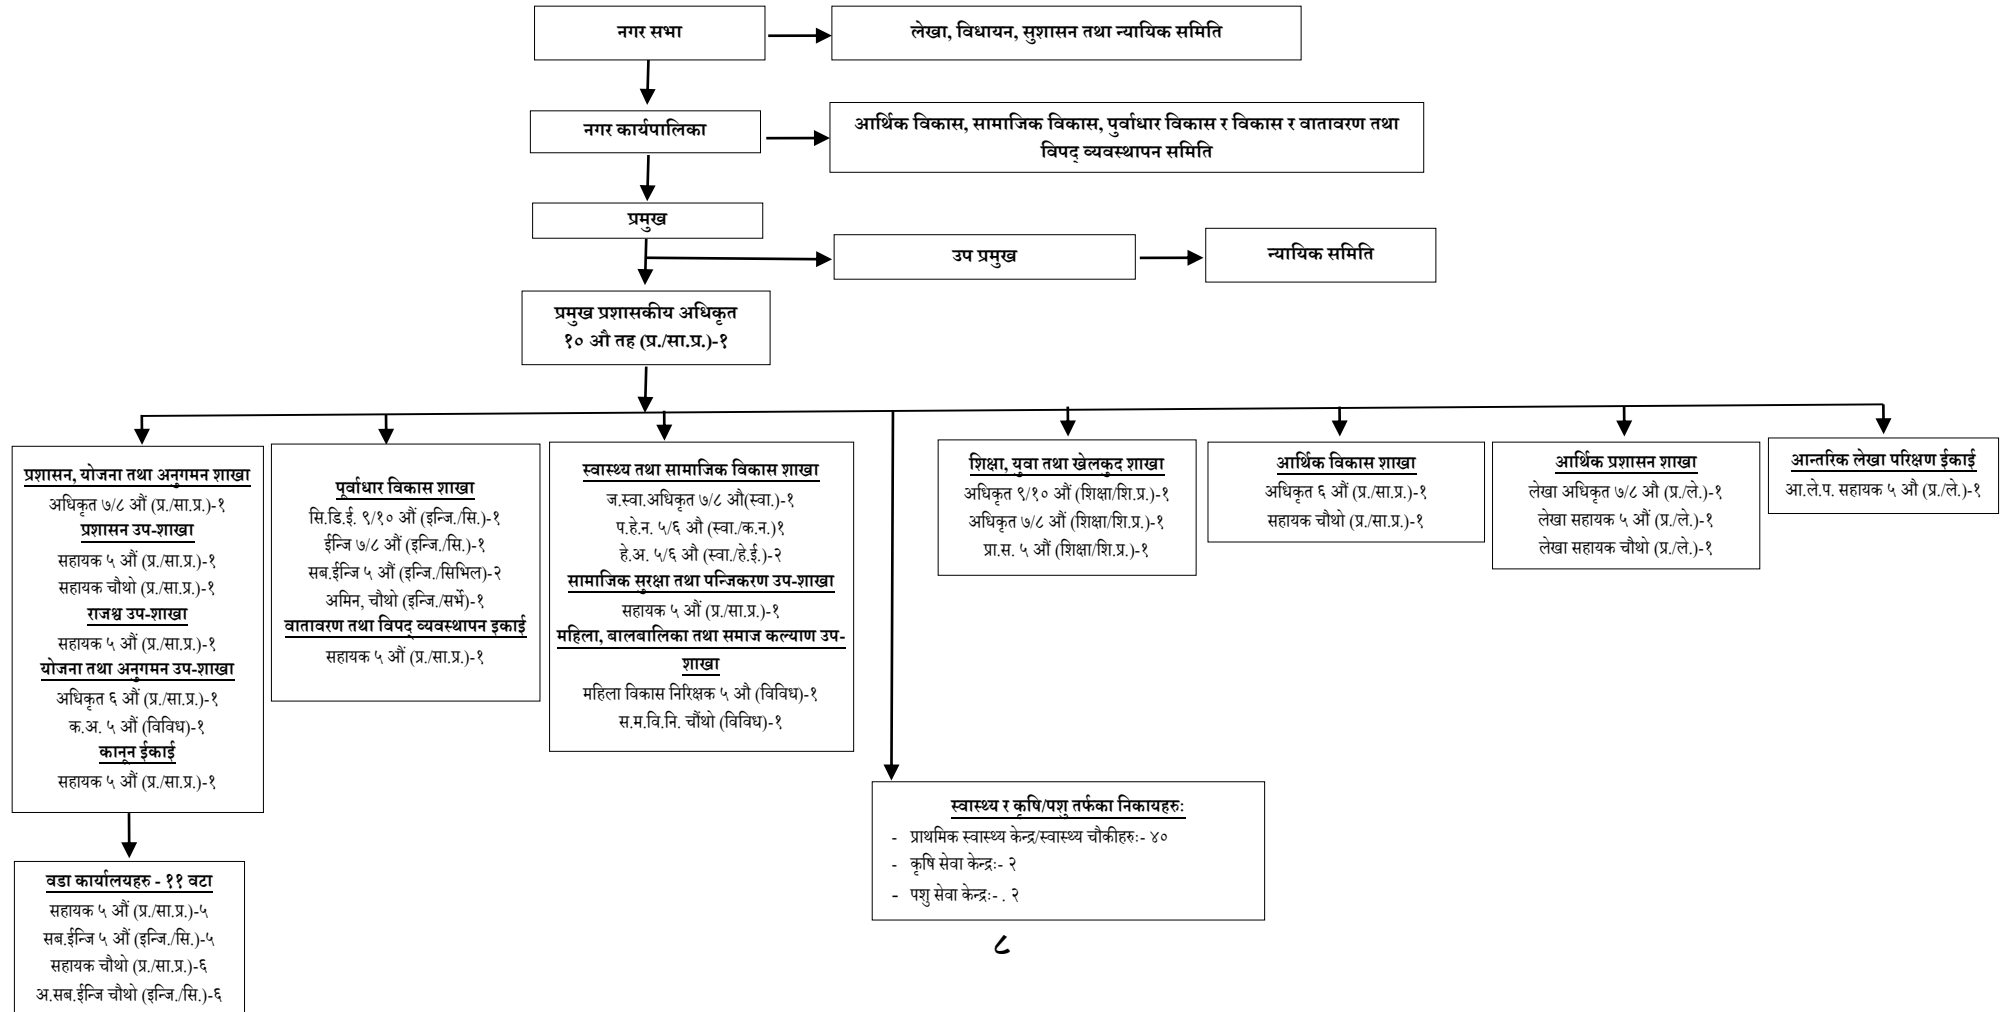 नगर सभा
लेखा, विधायन, सुशासन तथा न्यायिक समिति
नगर कार्यपालिका
आर्थिक विकास, सामाजिक विकास, पुर्वाधार विकास र विकास र वातावरण तथा
विपद् व्यवस्थापन समिति
प्रमुख
उप प्रमुख
न्यायिक समिति
प्रमुख प्रशासकीय अधिकृत
१० औ तह (प्र./सा.प्र.)-१
प्रशासन, योजना तथा अनुगमन शाखा
अधिकृत ७/८ औं (प्र./सा.प्र.)-१
प्रशासन उप-शाखा
सहायक ५ औं (प्र./सा.प्र.)-१
सहायक चौथो (प्र./सा.प्र.)-१
राजश्व उप-शाखा
सहायक ५ औं (प्र./सा.प्र.)-१
योजना तथा अनुगमन उप-शाखा
अधिकृत ६ औं (प्र./सा.प्र.)-१
क.अ. ५ औं (विविध)-१
कानून ईकाई
सहायक ५ औं (प्र./सा.प्र.)-१
पूर्वाधार विकास शाखा
सि.डि.ई. ९/१० औं (इन्जि./सि.)-१
ईन्जि ७/८ औं (इन्जि./सि.)-१
सब.ईन्जि ५ औं (इन्जि./सिभिल)-२
अमिन, चौथो (इन्जि./सर्भे)-१
वातावरण तथा विपद् व्यवस्थापन इकाई
सहायक ५ औं (प्र./सा.प्र.)-१
स्वास्थ्य तथा सामाजिक विकास शाखा
ज.स्वा.अधिकृत ७/८ औ(स्वा.)-१
प.हे.न. ५/६ औ (स्वा./क.न.)१
हे.अ. ५/६ औ (स्वा./हे.ई.)-२
सामाजिक सुरक्षा तथा पन्जिकरण उप-शाखा
सहायक ५ औं (प्र./सा.प्र.)-१
महिला, बालबालिका तथा समाज कल्याण उप-
शाखा
महिला विकास निरिक्षक ५ औ (विविध)-१
स.म.वि.नि. चौंथो (विविध)-१
शिक्षा, युवा तथा खेलकुद शाखा
अधिकृत ९/१० औं (शिक्षा/शि.प्र.)-१
अधिकृत ७/८ औं (शिक्षा/शि.प्र.)-१
प्रा.स. ५ औं (शिक्षा/शि.प्र.)-१
आर्थिक विकास शाखा
अधिकृत ६ औं (प्र./सा.प्र.)-१
सहायक चौथो (प्र./सा.प्र.)-१
आर्थिक प्रशासन शाखा
लेखा अधिकृत ७/८ औ (प्र./ले.)-१
लेखा सहायक ५ औं (प्र./ले.)-१
लेखा सहायक चौथो (प्र./ले.)-१
आन्तरिक लेखा परिक्षण ईकाई
आ.ले.प. सहायक ५ औ (प्र./ले.)-१
स्वास्थ्य र कृषि/पशु तर्फका निकायहरु:
- प्राथमिक स्वास्थ्य केन्द्र/स्वास्थ्य चौकीहरुः- ४०
- कृषि सेवा केन्द्रः- २
- पशु सेवा केन्द्रः- . २
वडा कार्यालयहरु - ११ वटा
सहायक ५ औं (प्र./सा.प्र.)-५
सब.ईन्जि ५ औं (इन्जि./सि.)-५
सहायक चौथो (प्र./सा.प्र.)-६
अ.सब.ईन्जि चौथो (इन्जि./सि.)-६
८